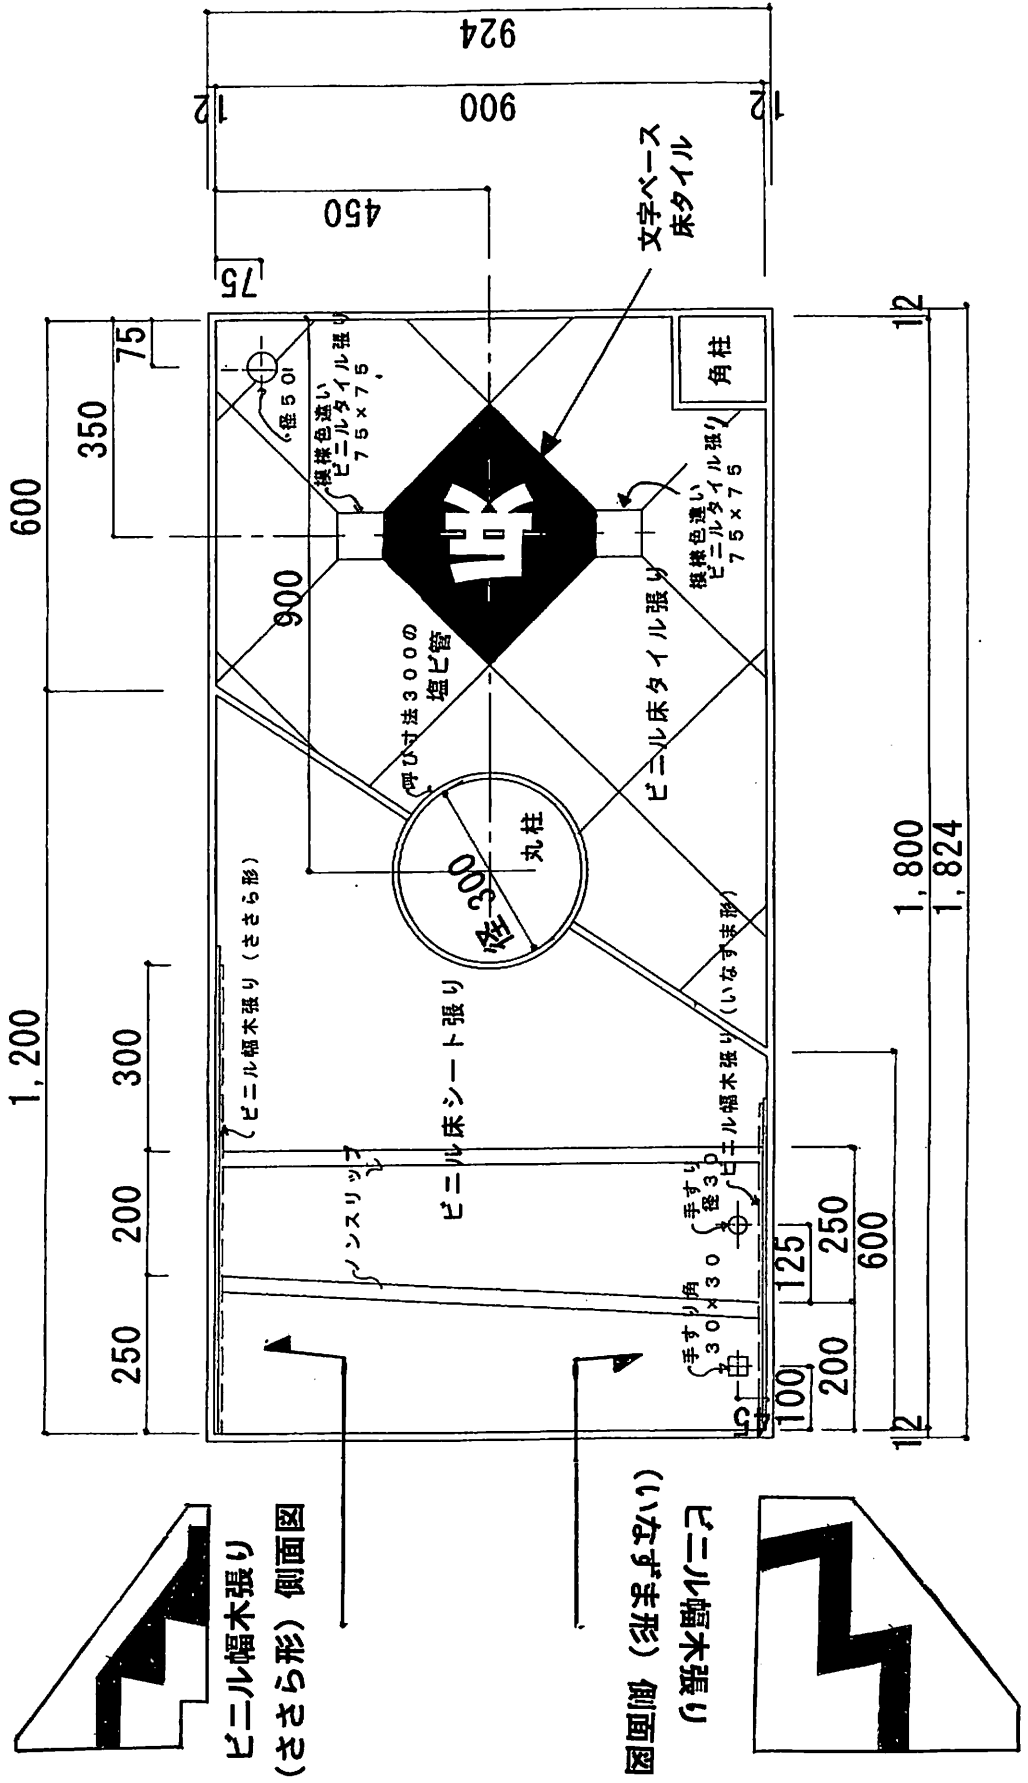 924
12
900
12
450
75
75
350
600
900
1,200
300
200
250
文字ベース
床タイル
径50
模様色違い
ビニルタイル張り
75×75
角柱
模様色違い
ビニルタイル張り
75×75
呼び寸法300の
塩ビ管
ビニル床タイル張り
径300
丸柱
ビニル幅木張り(ささら形)
ビニル床シート張り
ビニル幅木張り(いなずま形)
ノンスリップ
手すり
径30
手すり角
30×30
45
100
125
200
250
600
12
1,800
1,824
12
ビニル幅木張り
(ささら形)側面図
ビニル幅木張り
(いなずま形)側面図